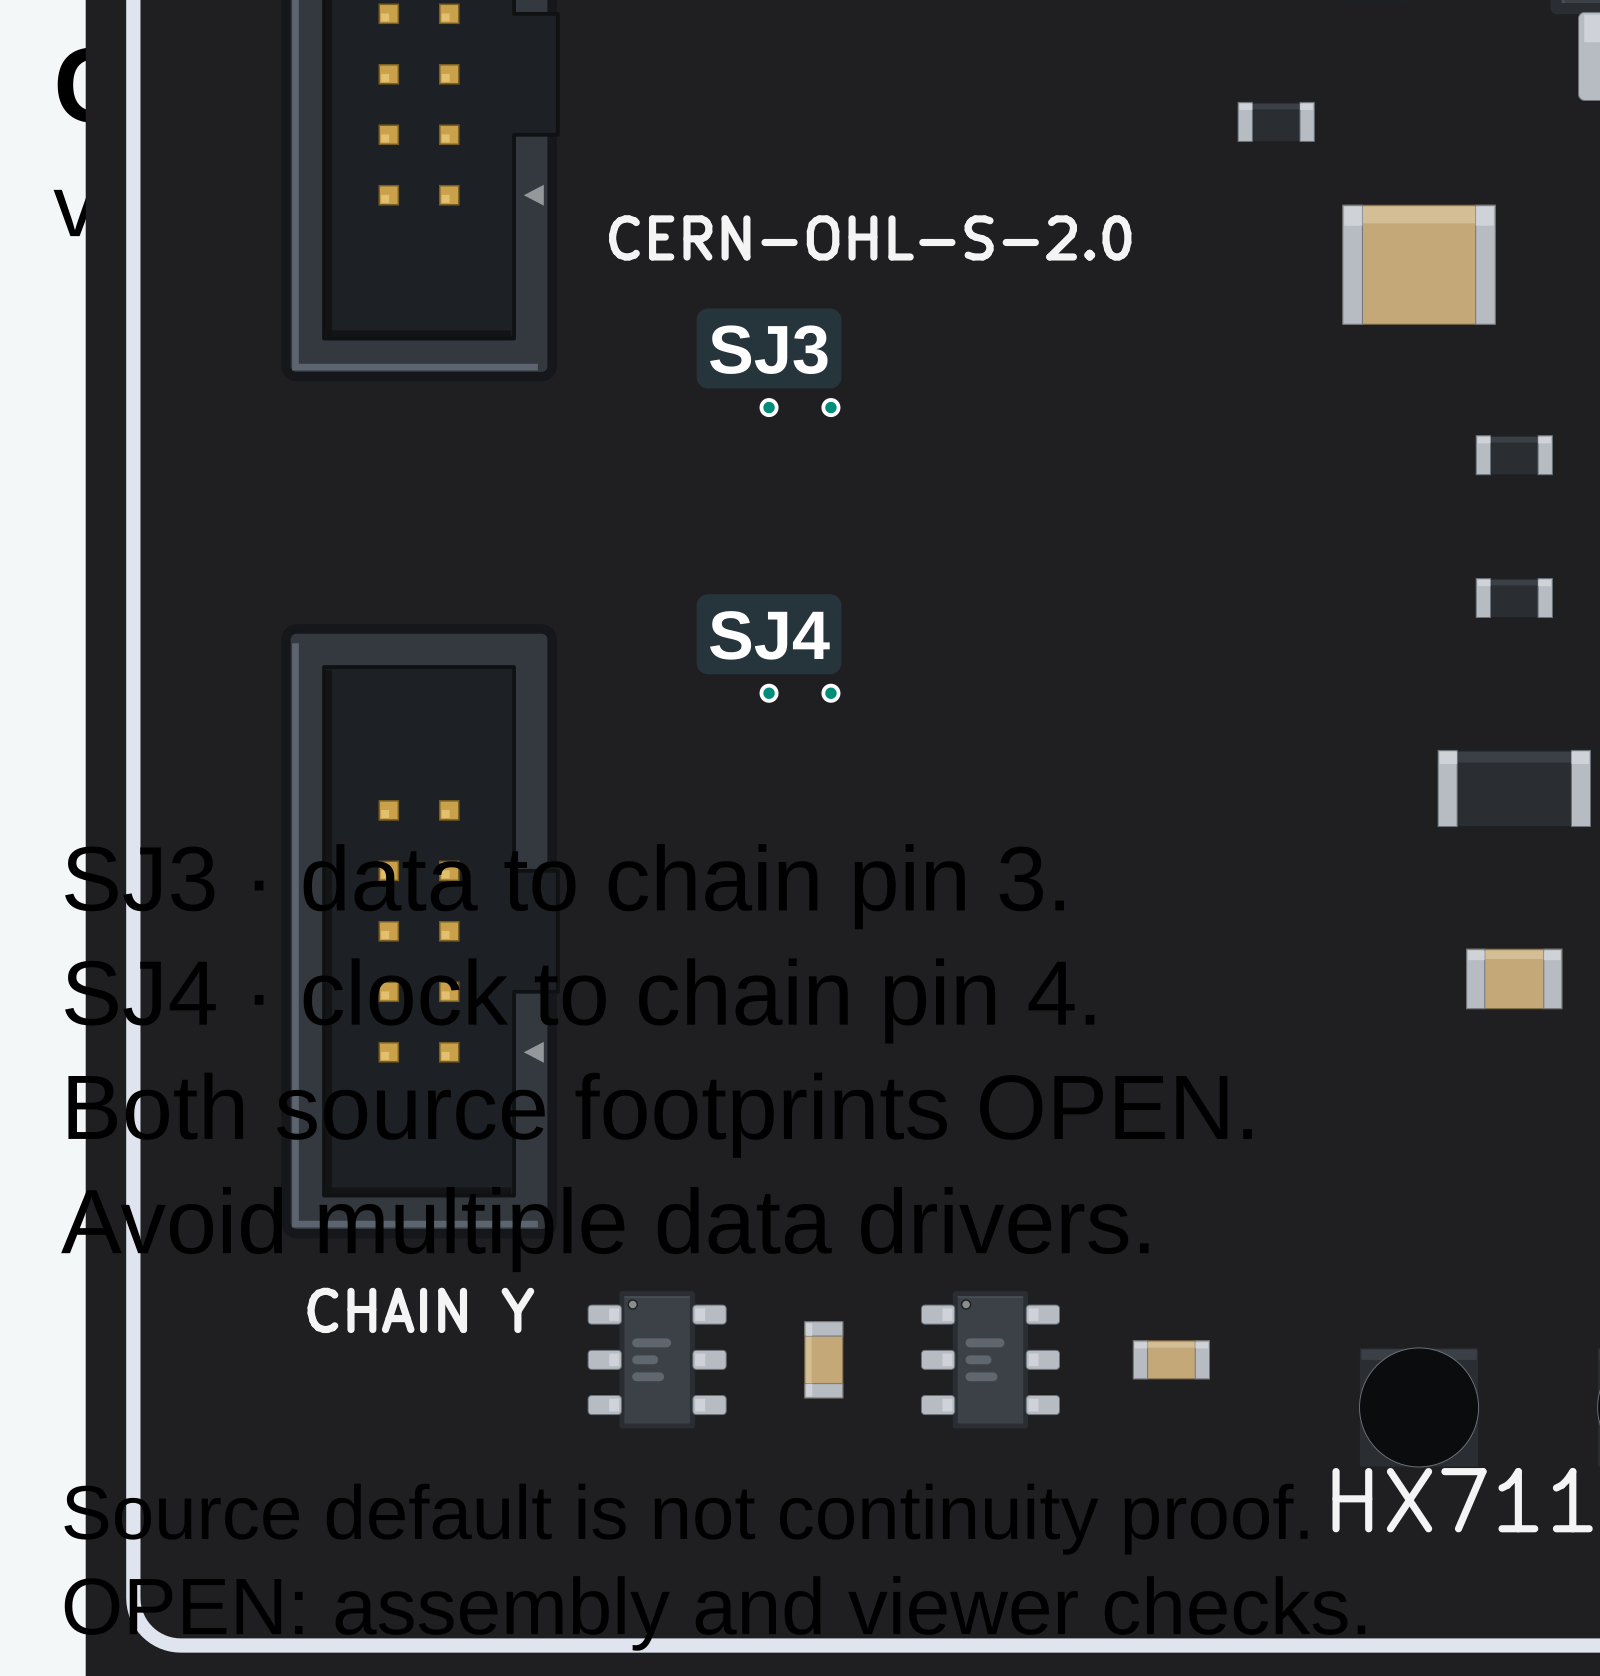 CERN-OHL-S-2.0
SJ3
SJ4
SJ3 · data to chain pin 3.
SJ4 · clock to chain pin 4.
Both source footprints OPEN.
Avoid multiple data drivers.
CHAIN Y
Source default is not continuity proof.
HX711
OPEN: assembly and viewer checks.